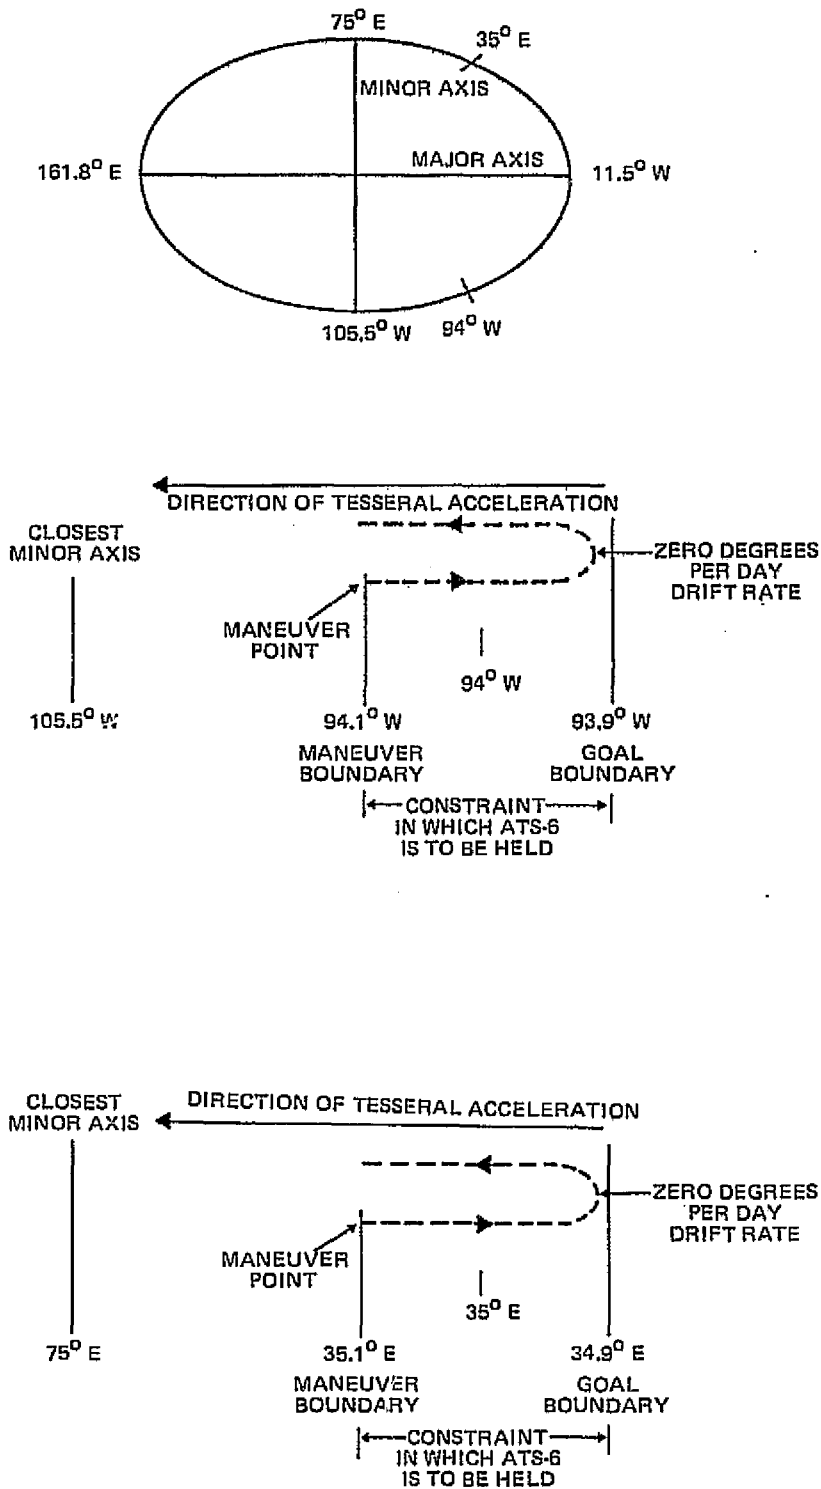 75° E
35° E
MINOR AXIS
MAJOR AXIS
161.8° E
11.5° W
105.5° W
94° W
DIRECTION OF TESSERAL ACCELERATION
CLOSEST
MINOR AXIS
ZERO DEGREES
PER DAY
DRIFT RATE
MANEUVER
POINT
94° W
105.5° W
94.1° W
93.9° W
MANEUVER
BOUNDARY
GOAL
BOUNDARY
CONSTRAINT
IN WHICH ATS-6
IS TO BE HELD
DIRECTION OF TESSERAL ACCELERATION
CLOSEST
MINOR AXIS
ZERO DEGREES
PER DAY
DRIFT RATE
MANEUVER
POINT
35° E
75° E
35.1° E
34.9° E
MANEUVER
BOUNDARY
GOAL
BOUNDARY
CONSTRAINT
IN WHICH ATS-6
IS TO BE HELD